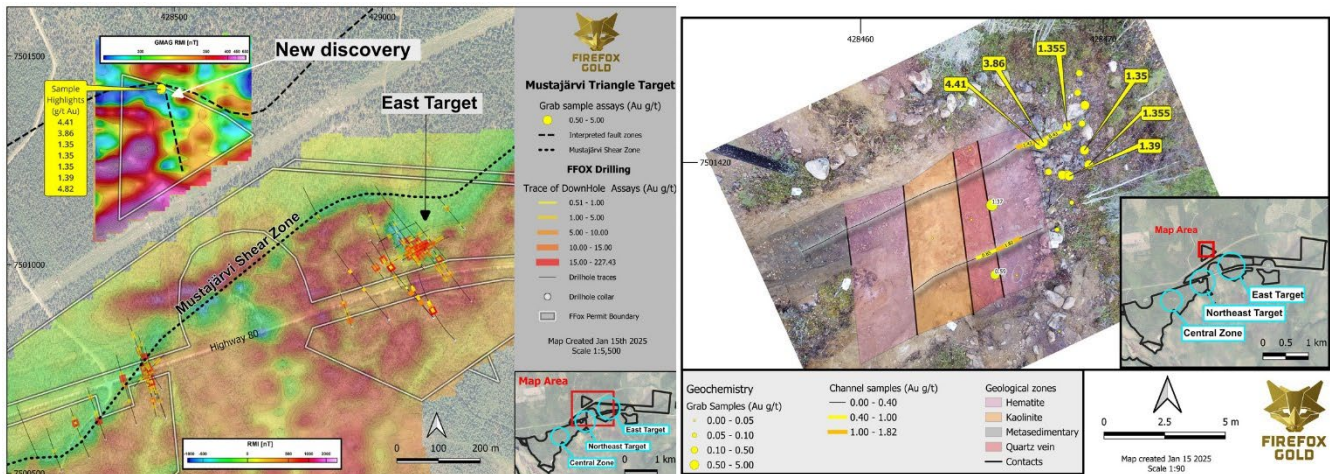 428500
429000
7501500
7501000
7500500
GMAG RMI [nT]
New discovery
Sample
Highlights
(g/t Au)
4.41
3.86
1.35
1.35
1.35
1.39
4.82
East Target
Mustajärvi Shear Zone
Highway 80
RMI [nT]
0 100 200 m
FIREFOX
GOLD
Mustajärvi Triangle Target
Grab sample assays (Au g/t)
0.50 - 5.00
Interpreted fault zones
Mustajärvi Shear Zone
FFOX Drilling
Trace of DownHole Assays (Au g/t)
0.51 - 1.00
1.00 - 5.00
5.00 - 10.00
10.00 - 15.00
15.00 - 227.43
Drillhole traces
Drillhole collar
FFox Permit Boundary
Map Created Jan 15th 2025
Scale 1:5,500
Map Area
East Target
Northeast Target
Central Zone
1 km
428460
428470
7501420
4.41
3.86
1.355
1.35
1.355
1.39
1.37
Map Area
East Target
Northeast Target
Central Zone
0 0.5 1 km
Geochemistry
Grab Samples (Au g/t)
0.00 - 0.05
0.05 - 0.10
0.10 - 0.50
0.50 - 5.00
Channel samples (Au g/t)
0.00 - 0.40
0.40 - 1.00
1.00 - 1.82
Geological zones
Hematite
Kaolinite
Metasedimentary
Quartz vein
Contacts
0 2.5 5 m
Map created Jan 15 2025
Scale 1:90
FIREFOX
GOLD